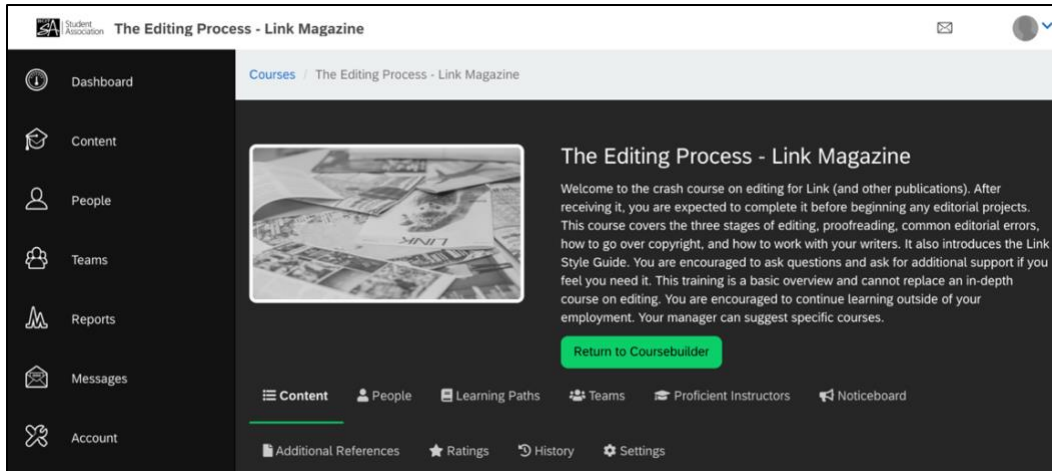 SA Student Association The Editing Process - Link Magazine
Dashboard
Content
People
Teams
Reports
Messages
Account
Courses / The Editing Process - Link Magazine
LINK
The Editing Process - Link Magazine
Welcome to the crash course on editing for Link (and other publications). After
receiving it, you are expected to complete it before beginning any editorial projects.
This course covers the three stages of editing, proofreading, common editorial errors,
how to go over copyright, and how to work with your writers. It also introduces the Link
Style Guide. You are encouraged to ask questions and ask for additional support if you
feel you need it. This training is a basic overview and cannot replace an in-depth
course on editing. You are encouraged to continue learning outside of your
employment. Your manager can suggest specific courses.
Return to Coursebuilder
Content People Learning Paths Teams Proficient Instructors Noticeboard
Additional References Ratings History Settings